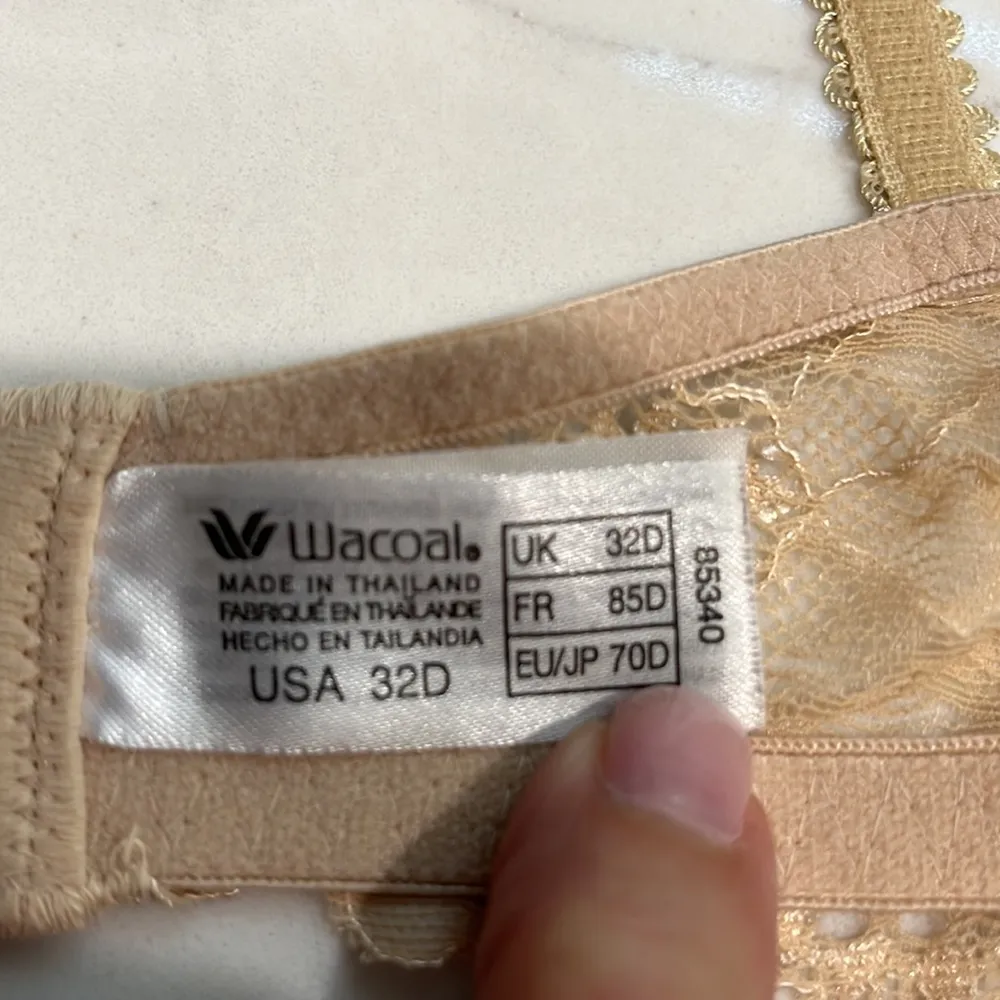 Wacoal®
MADE IN THAILAND
FABRIQUÉ EN THAÏLANDE
HECHO EN TAILANDIA
USA 32D
UK 32D
FR 85D
EU/JP 70D
85340